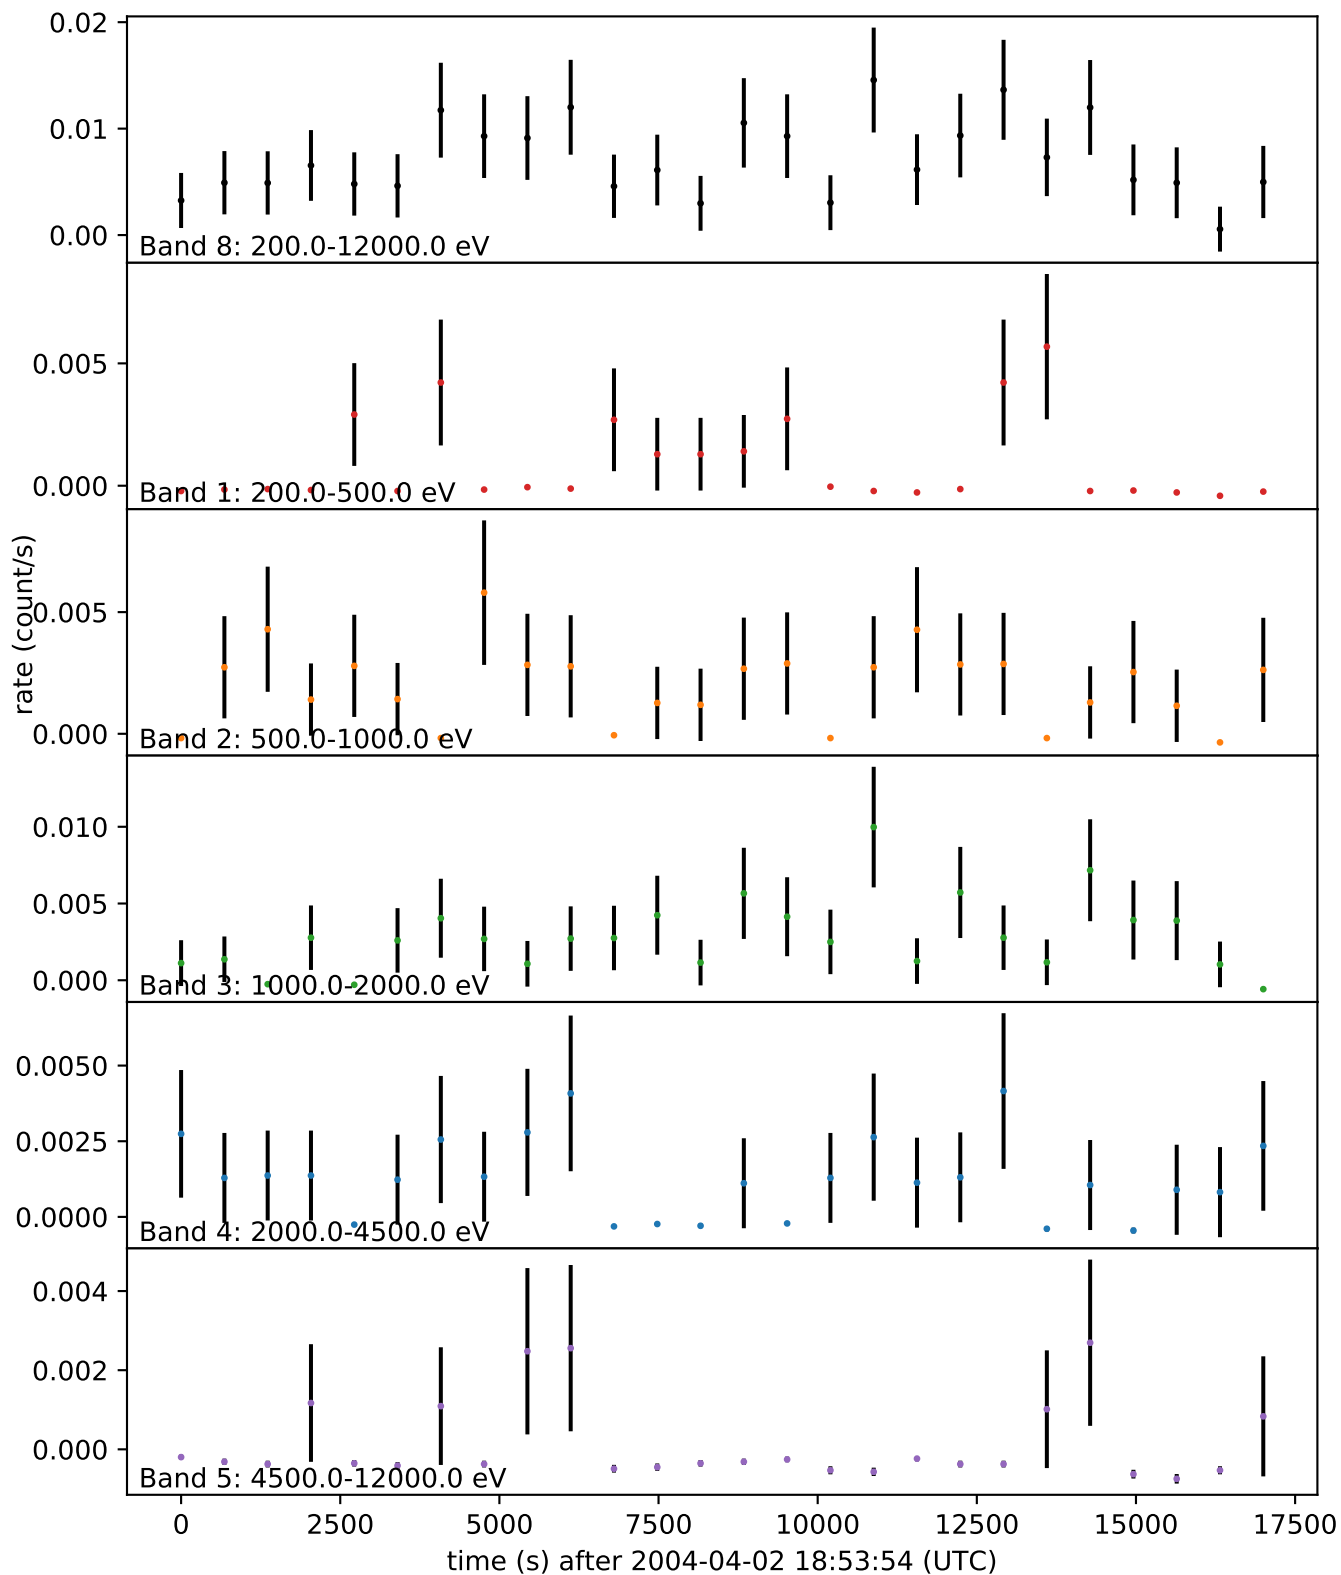 0.02
0.01
0.00
Band 8: 200.0-12000.0 eV
0.005
0.000
Band 1: 200.0-500.0 eV
rate (count/s)
0.005
0.000
Band 2: 500.0-1000.0 eV
0.010
0.005
0.000
Band 3: 1000.0-2000.0 eV
0.0050
0.0025
0.0000
Band 4: 2000.0-4500.0 eV
0.004
0.002
0.000
Band 5: 4500.0-12000.0 eV
0 2500 5000 7500 10000 12500 15000 17500
time (s) after 2004-04-02 18:53:54 (UTC)